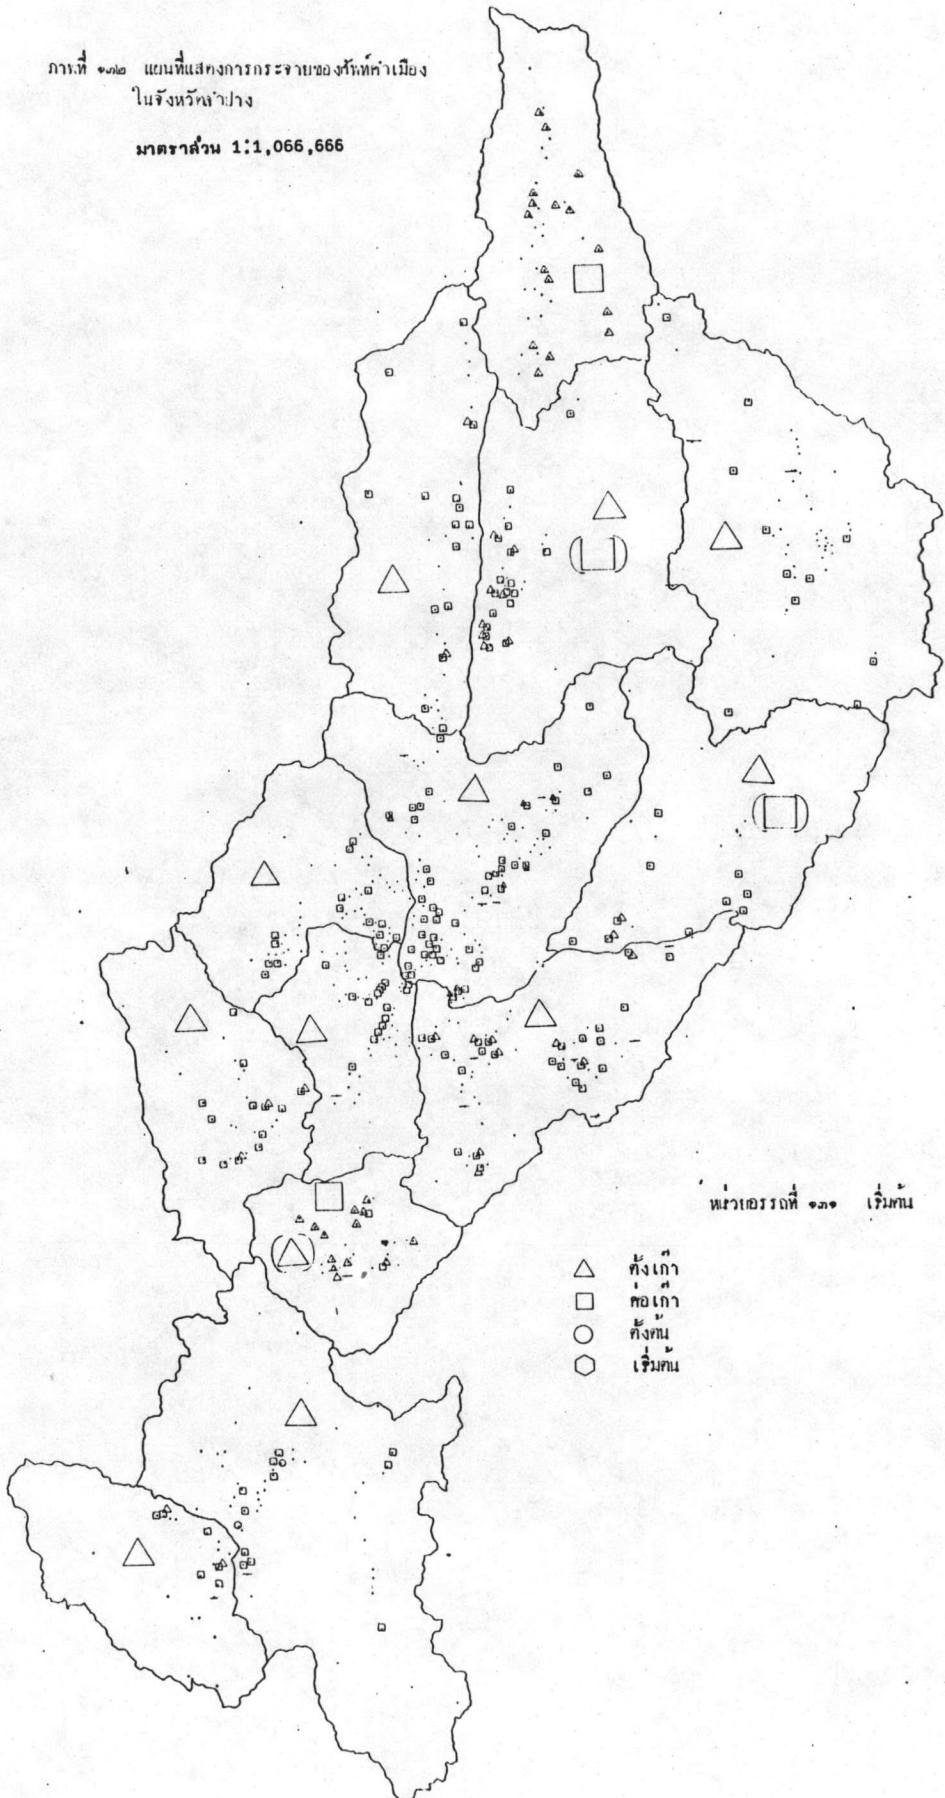 ภาพที่ ๑๓๒ แผนที่แสดงการกระจายของศัพท์คำเมือง
ในจังหวัดลำปาง
มาตราส่วน 1:1,066,666
หน่วยอรรถที่ ๑๓๑ เริ่มต้น
ตั้งเก๊า
ต่อเก๊า
ตั้งต้น
เริ่มต้น